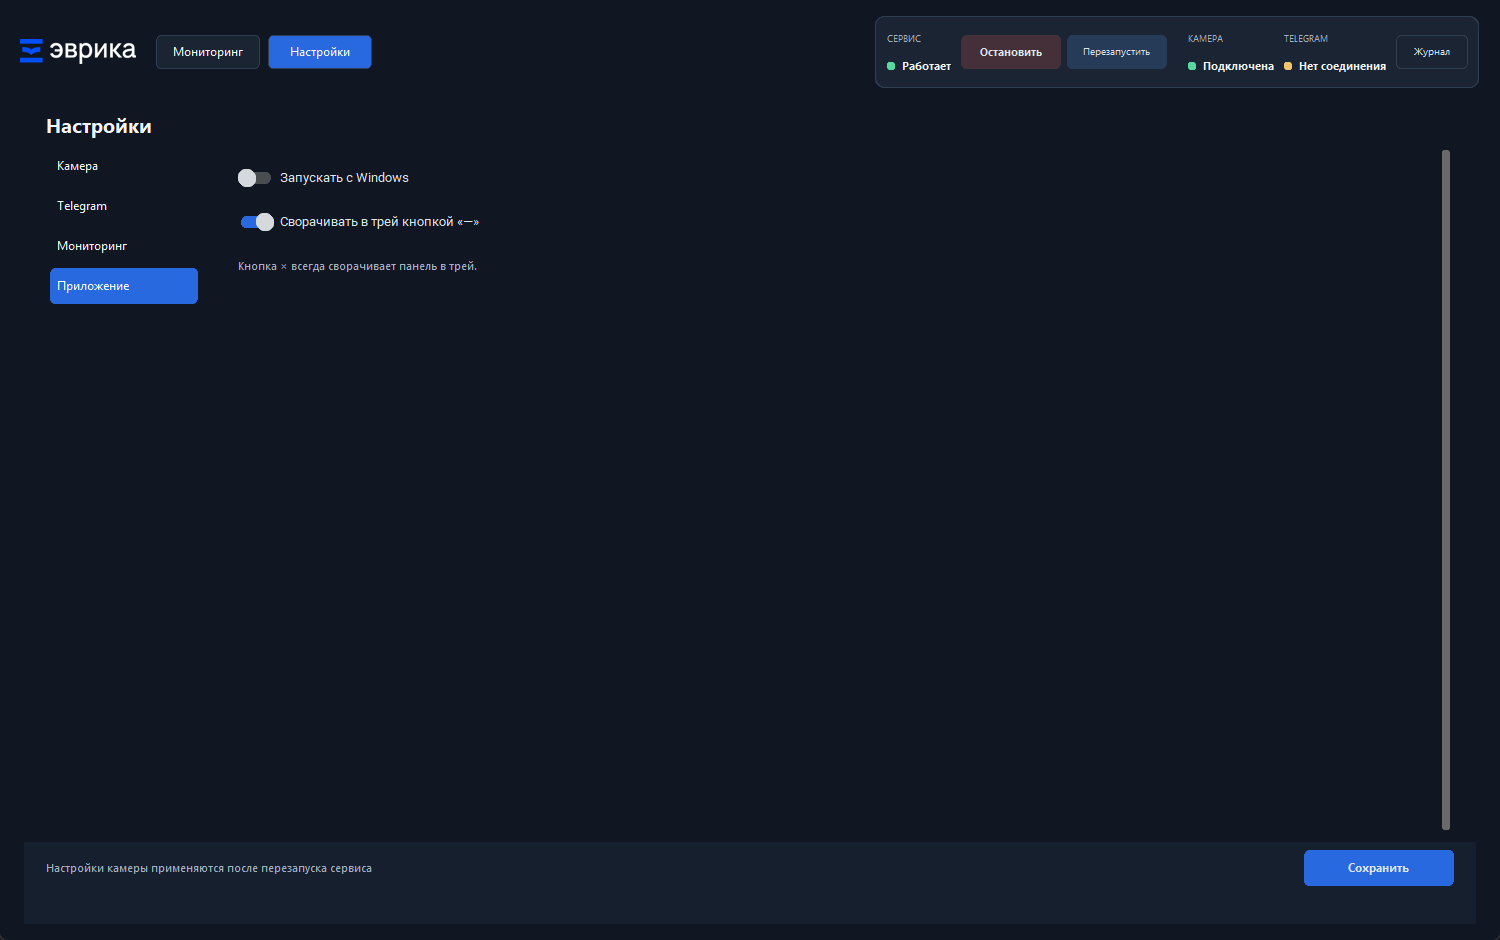 эврика
Мониторинг
Настройки
СЕРВИС
Работает
Остановить
Перезапустить
КАМЕРА
Подключена
TELEGRAM
Нет соединения
Журнал
Настройки
Камера
Telegram
Мониторинг
Приложение
Запускать с Windows
Сворачивать в трей кнопкой «—»
Кнопка × всегда сворачивает панель в трей.
Настройки камеры применяются после перезапуска сервиса
Сохранить